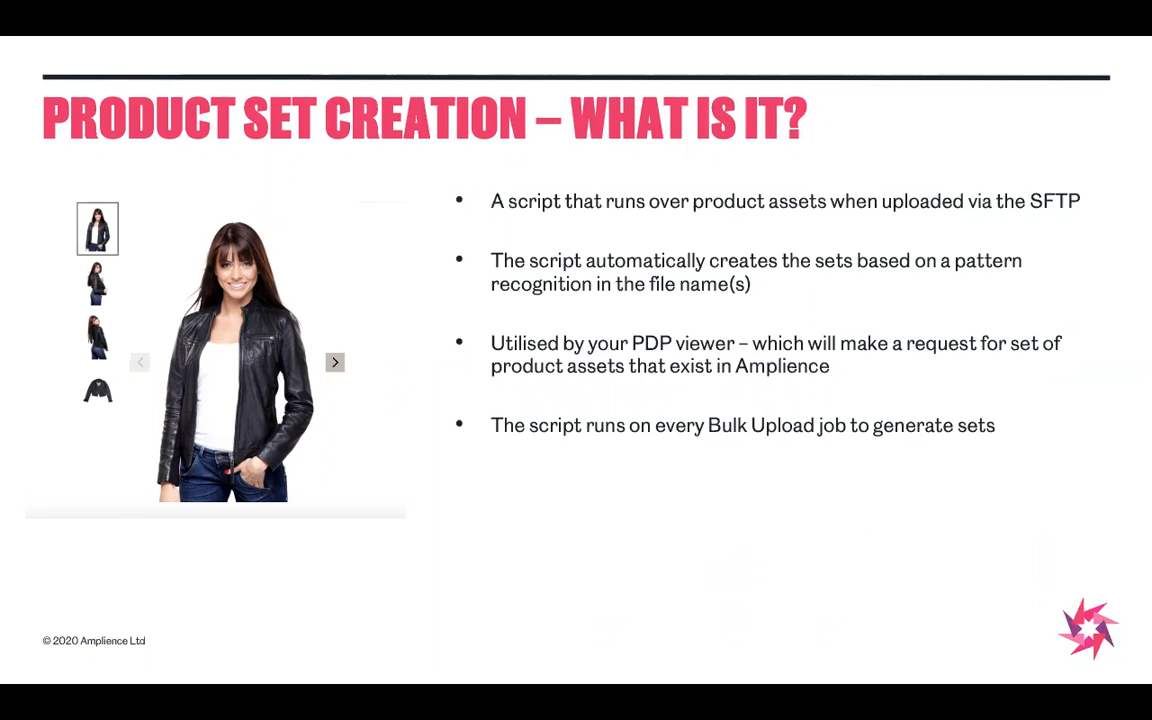 PRODUCT SET CREATION – WHAT IS IT?
• A script that runs over product assets when uploaded via the SFTP
• The script automatically creates the sets based on a pattern
recognition in the file name(s)
• Utilised by your PDP viewer – which will make a request for set of
product assets that exist in Amplience
• The script runs on every Bulk Upload job to generate sets
© 2020 Amplience Ltd